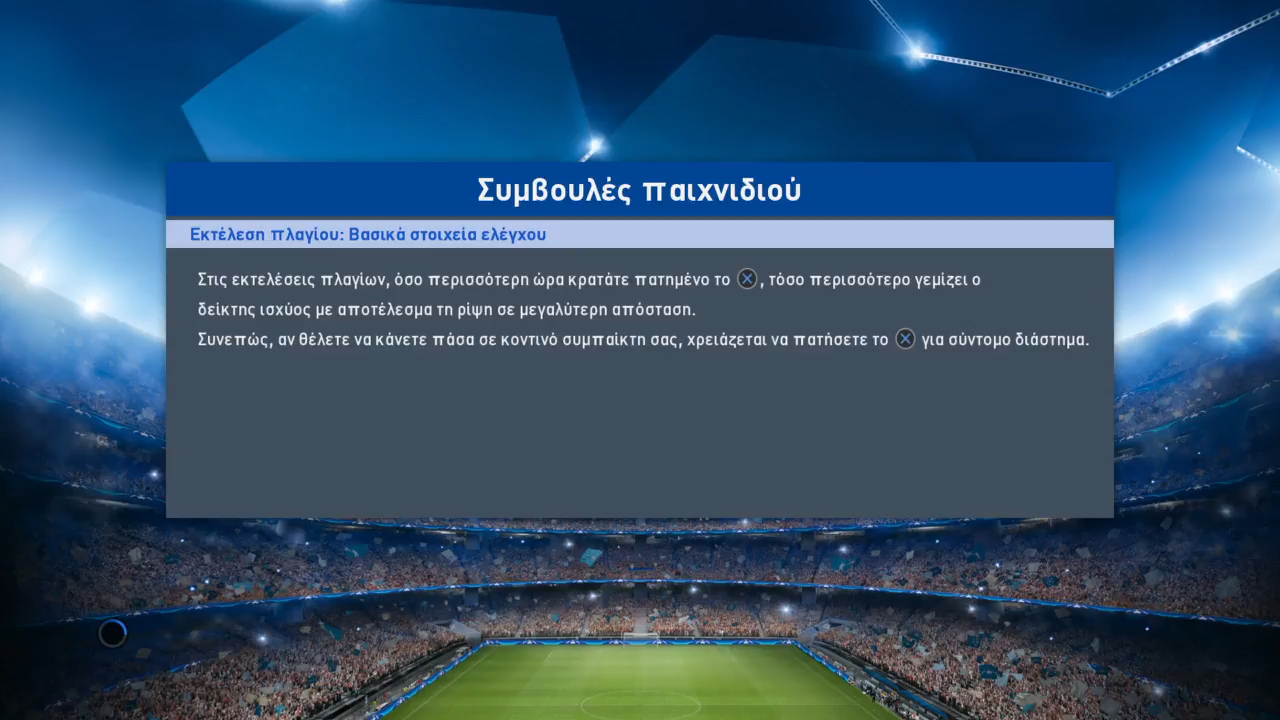 Συμβουλές παιχνιδιού
Εκτέλεση πλαγίου: Βασικά στοιχεία ελέγχου
Στις εκτελέσεις πλαγίων, όσο περισσότερη ώρα κρατάτε πατημένο το ⓧ, τόσο περισσότερο γεμίζει ο
δείκτης ισχύος με αποτέλεσμα τη ρίψη σε μεγαλύτερη απόσταση.
Συνεπώς, αν θέλετε να κάνετε πάσα σε κοντινό συμπαίκτη σας, χρειάζεται να πατήσετε το ⓧ για σύντομο διάστημα.